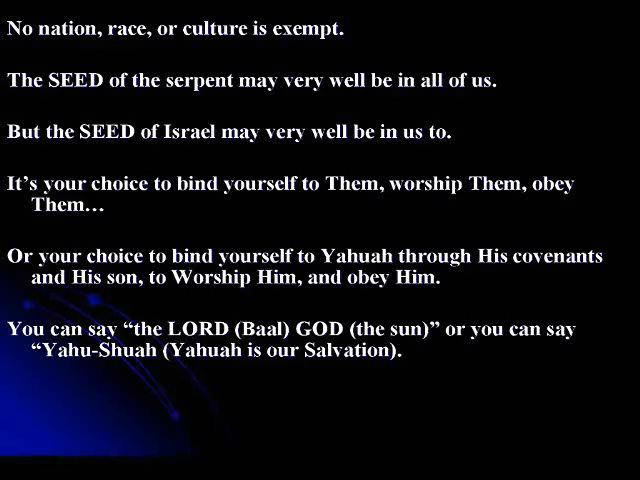 No nation, race, or culture is exempt.
The SEED of the serpent may very well be in all of us.
But the SEED of Israel may very well be in us to.
It's your choice to bind yourself to Them, worship Them, obey
Them…
Or your choice to bind yourself to Yahuah through His covenants
and His son, to Worship Him, and obey Him.
You can say “the LORD (Baal) GOD (the sun)” or you can say
“Yahu-Shuah (Yahuah is our Salvation).